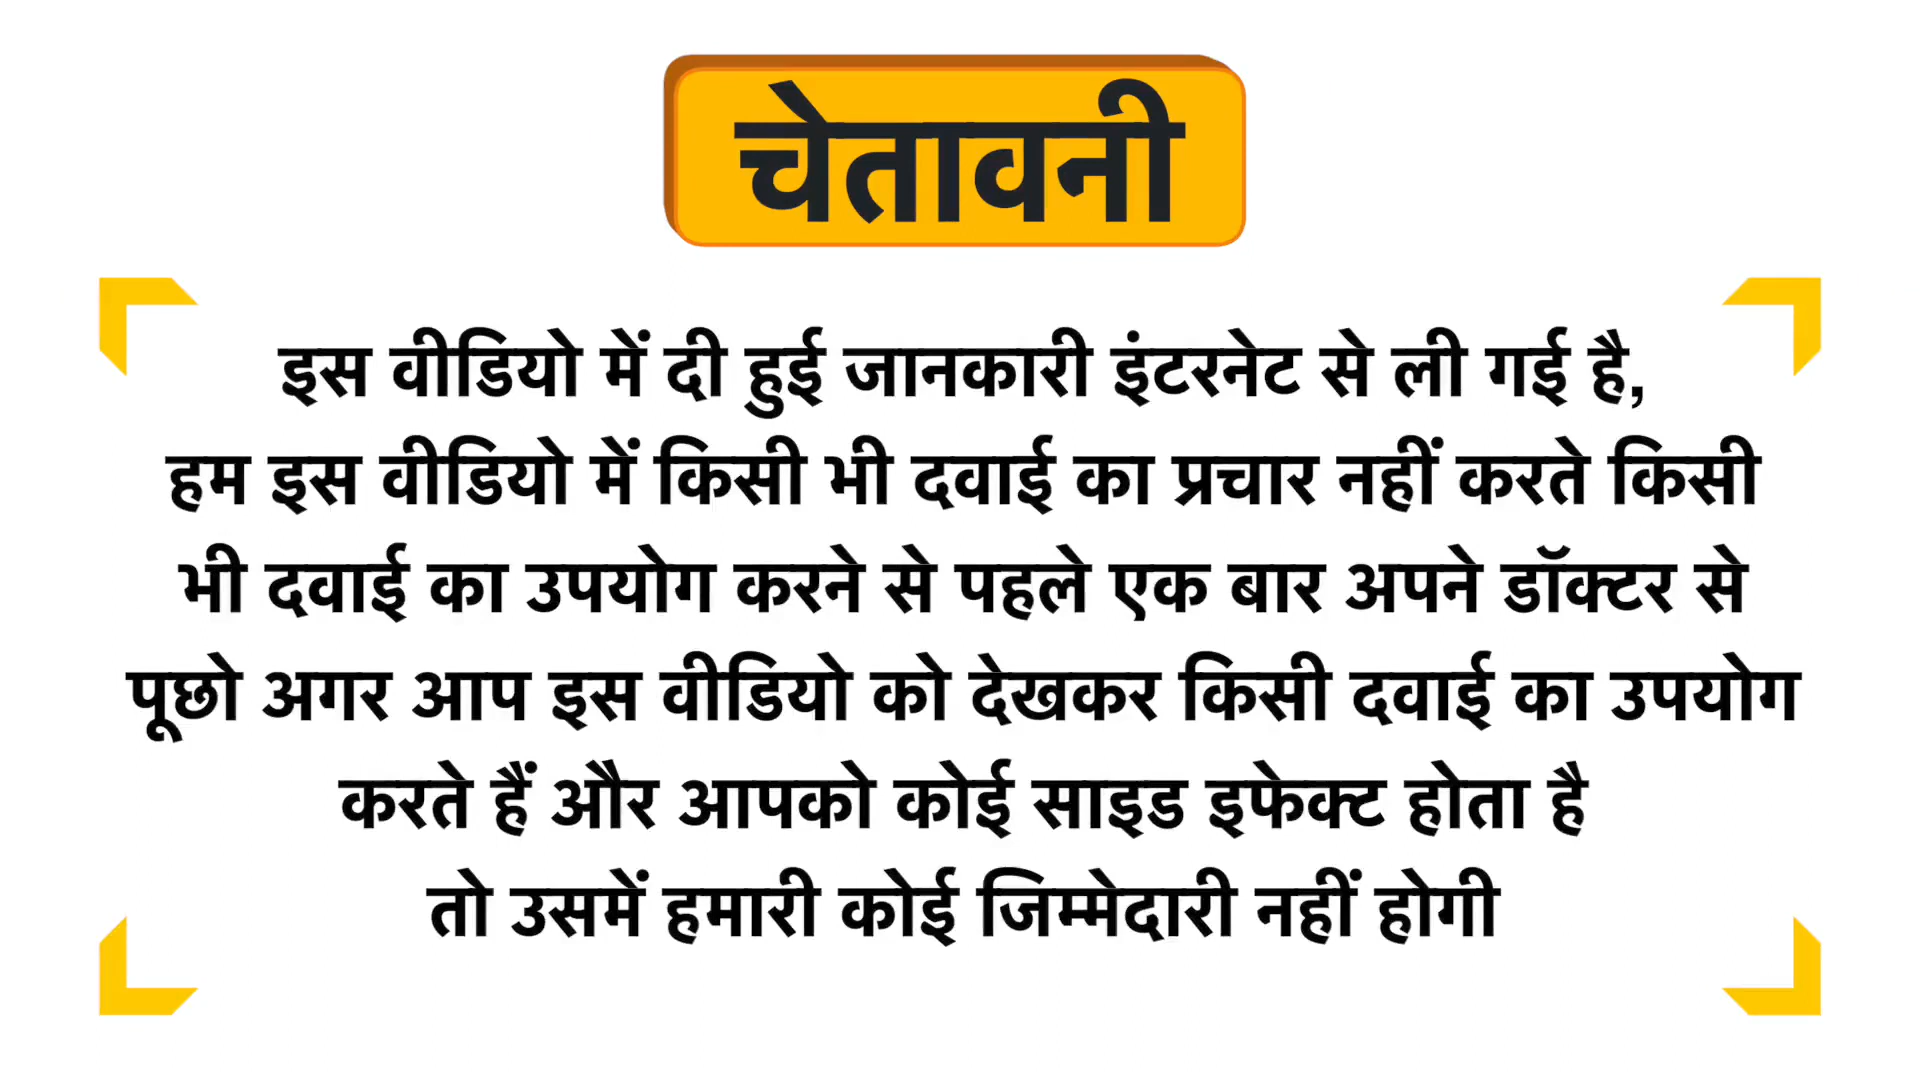 चेतावनी
इस वीडियो में दी हुई जानकारी इंटरनेट से ली गई है,
हम इस वीडियो में किसी भी दवाई का प्रचार नहीं करते किसी
भी दवाई का उपयोग करने से पहले एक बार अपने डॉक्टर से
पूछो अगर आप इस वीडियो को देखकर किसी दवाई का उपयोग
करते हैं और आपको कोई साइड इफेक्ट होता है
तो उसमें हमारी कोई जिम्मेदारी नहीं होगी